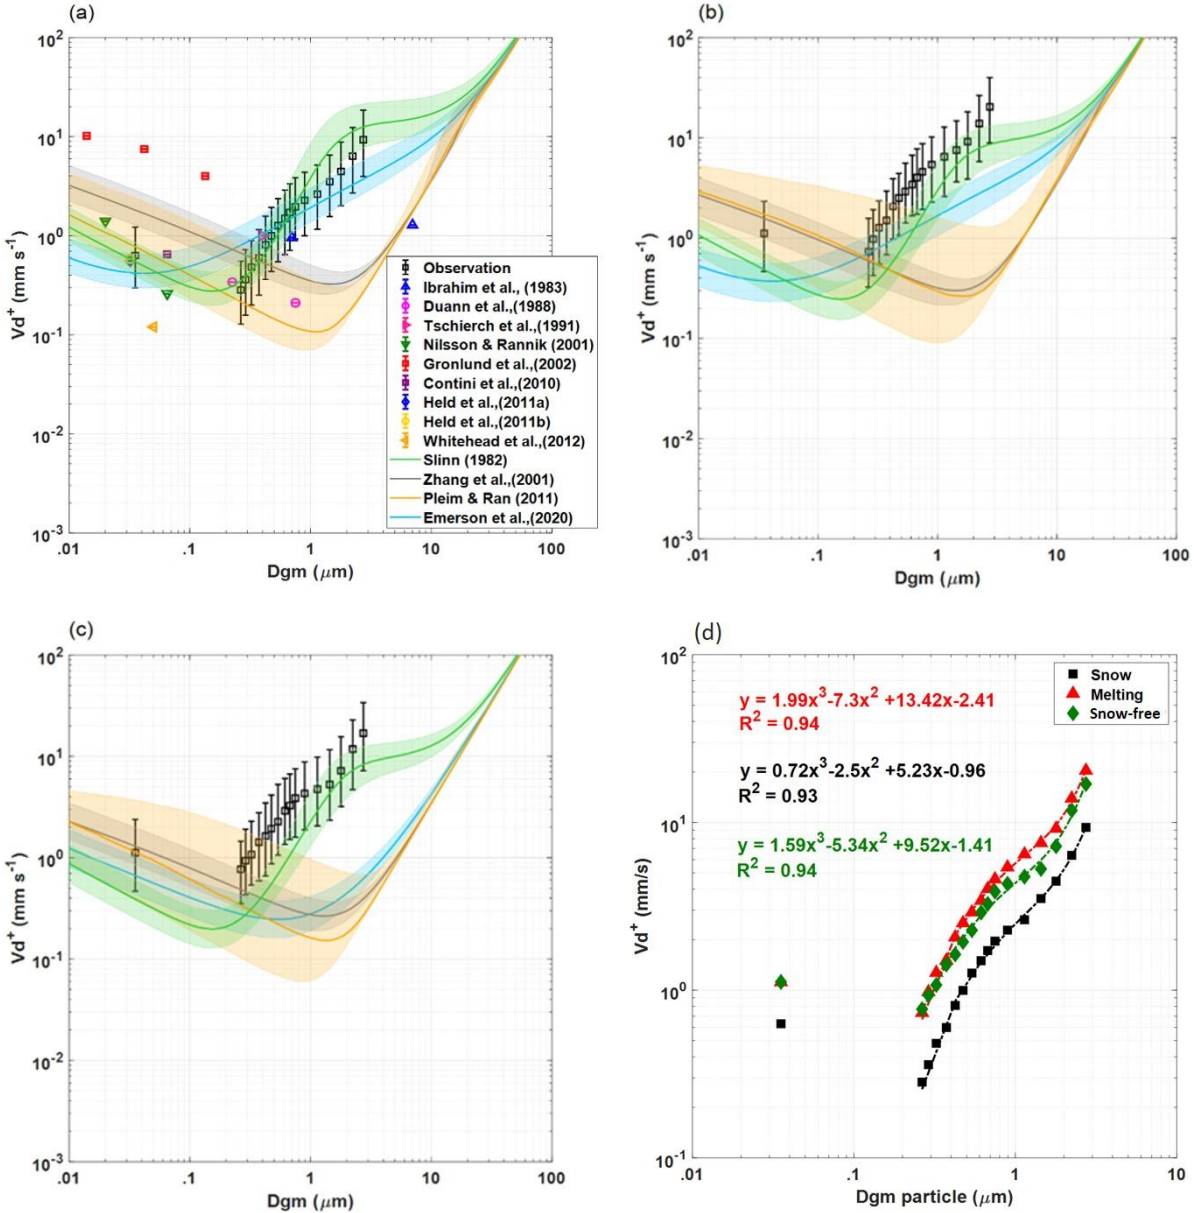 (a)
10²
10¹
10⁰
10⁻¹
10⁻²
10⁻³
Vd⁺ (mm s⁻¹)
.01
.1
1
10
100
Dgm (μm)
Observation
Ibrahim et al., (1983)
Duann et al.,(1988)
Tschierch et al.,(1991)
Nilsson & Rannik (2001)
Gronlund et al.,(2002)
Contini et al.,(2010)
Held et al.,(2011a)
Held et al.,(2011b)
Whitehead et al.,(2012)
Slinn (1982)
Zhang et al.,(2001)
Pleim & Ran (2011)
Emerson et al.,(2020)
(b)
10²
10¹
10⁰
10⁻¹
10⁻²
10⁻³
Vd⁺ (mm s⁻¹)
.01
.1
1
10
100
Dgm (μm)
(c)
10²
10¹
10⁰
10⁻¹
10⁻²
10⁻³
Vd⁺ (mm s⁻¹)
.01
.1
1
10
100
Dgm (μm)
(d)
10²
10¹
10⁰
10⁻¹
Vd⁺ (mm/s)
y = 1.99x³-7.3x² +13.42x-2.41
R² = 0.94
y = 0.72x³-2.5x² +5.23x-0.96
R² = 0.93
y = 1.59x³-5.34x² +9.52x-1.41
R² = 0.94
Snow
Melting
Snow-free
.01
.1
1
10
Dgm particle (μm)